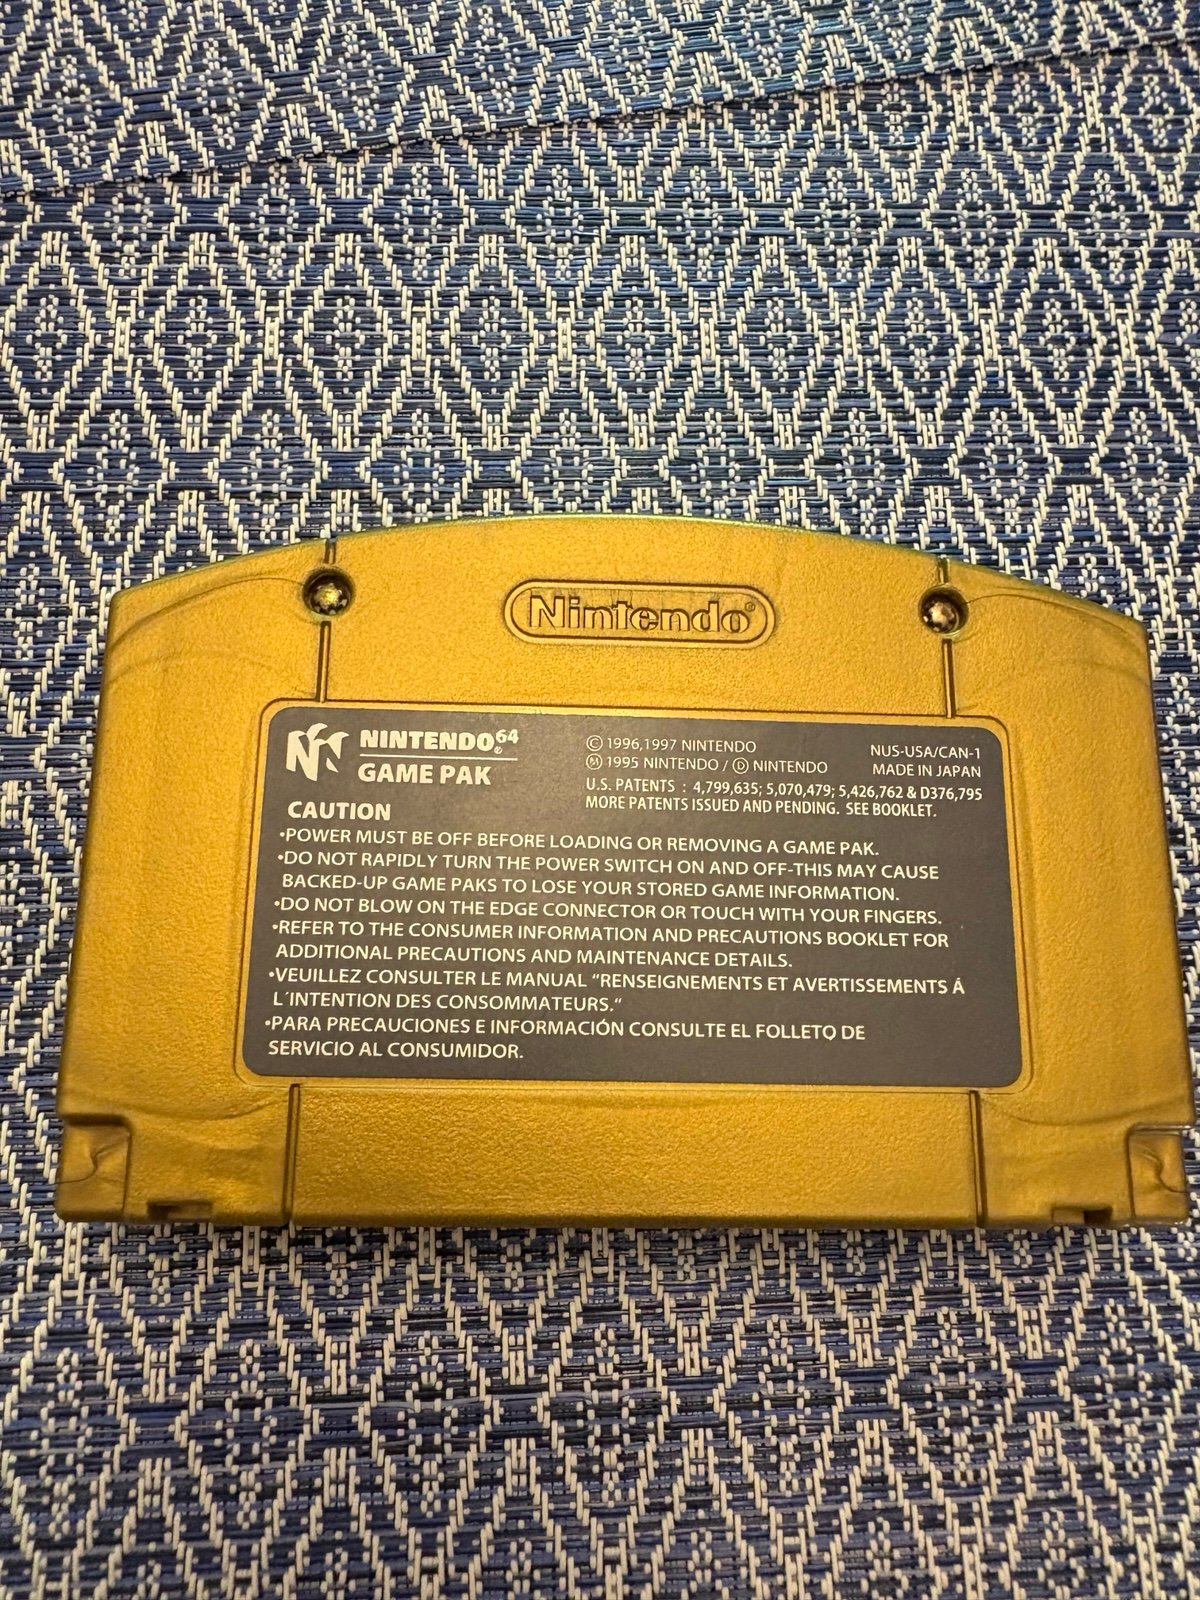 Nintendo®
NINTENDO64®
GAME PAK
© 1996,1997 NINTENDO
Ⓜ 1995 NINTENDO / Ⓓ NINTENDO
NUS-USA/CAN-1
MADE IN JAPAN
U.S. PATENTS : 4,799,635; 5,070,479; 5,426,762 & D376,795
MORE PATENTS ISSUED AND PENDING. SEE BOOKLET.
CAUTION
•POWER MUST BE OFF BEFORE LOADING OR REMOVING A GAME PAK.
•DO NOT RAPIDLY TURN THE POWER SWITCH ON AND OFF-THIS MAY CAUSE
BACKED-UP GAME PAKS TO LOSE YOUR STORED GAME INFORMATION.
•DO NOT BLOW ON THE EDGE CONNECTOR OR TOUCH WITH YOUR FINGERS.
•REFER TO THE CONSUMER INFORMATION AND PRECAUTIONS BOOKLET FOR
ADDITIONAL PRECAUTIONS AND MAINTENANCE DETAILS.
•VEUILLEZ CONSULTER LE MANUAL "RENSEIGNEMENTS ET AVERTISSEMENTS Á
L´INTENTION DES CONSOMMATEURS."
•PARA PRECAUCIONES E INFORMACIÓN CONSULTE EL FOLLETO DE
SERVICIO AL CONSUMIDOR.